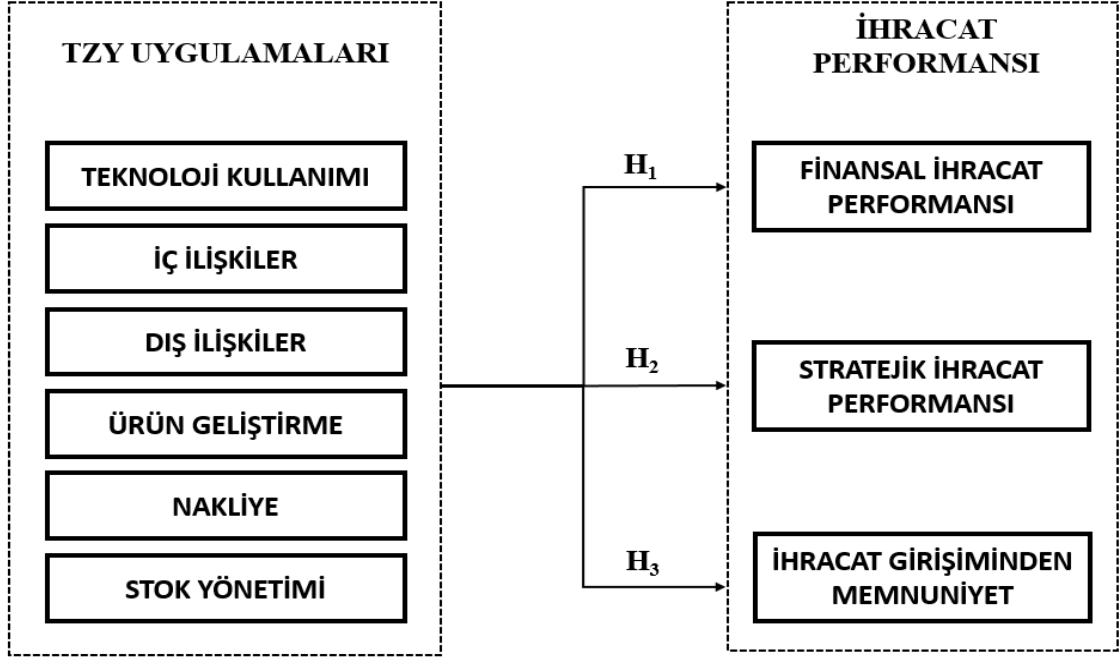 TZY UYGULAMALARI
TEKNOLOJİ KULLANIMI
İÇ İLİŞKİLER
DIŞ İLİŞKİLER
ÜRÜN GELİŞTİRME
NAKLİYE
STOK YÖNETİMİ
H₁
H₂
H₃
İHRACAT
PERFORMANSI
FİNANSAL İHRACAT
PERFORMANSI
STRATEJİK İHRACAT
PERFORMANSI
İHRACAT GİRİŞİMİNDEN
MEMNUNİYET